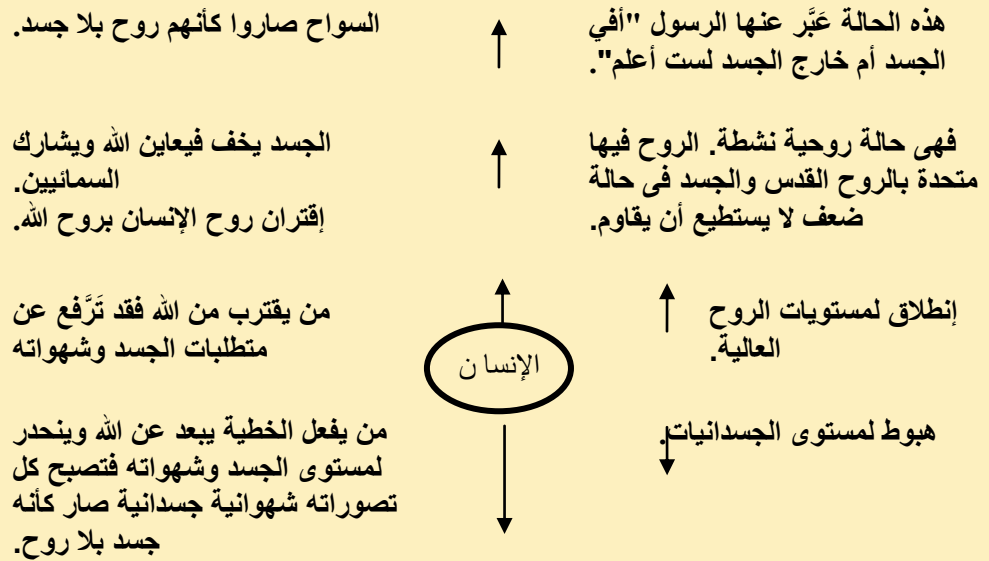 هذه الحالة عَبَّر عنها الرسول "أفي
الجسد أم خارج الجسد لست أعلم".
السواح صاروا كأنهم روح بلا جسد.
فهى حالة روحية نشطة. الروح فيها
متحدة بالروح القدس والجسد فى حالة
ضعف لا يستطيع أن يقاوم.
الجسد يخف فيعاين الله ويشارك
السمائيين.
إقتران روح الإنسان بروح الله.
إنطلاق لمستويات الروح
العالية.
من يقترب من الله فقد تَرَّفع عن
متطلبات الجسد وشهواته
الإنسان
هبوط لمستوى الجسدانيات.
من يفعل الخطية يبعد عن الله وينحدر
لمستوى الجسد وشهواته فتصبح كل
تصوراته شهوانية جسدانية صار كأنه
جسد بلا روح.